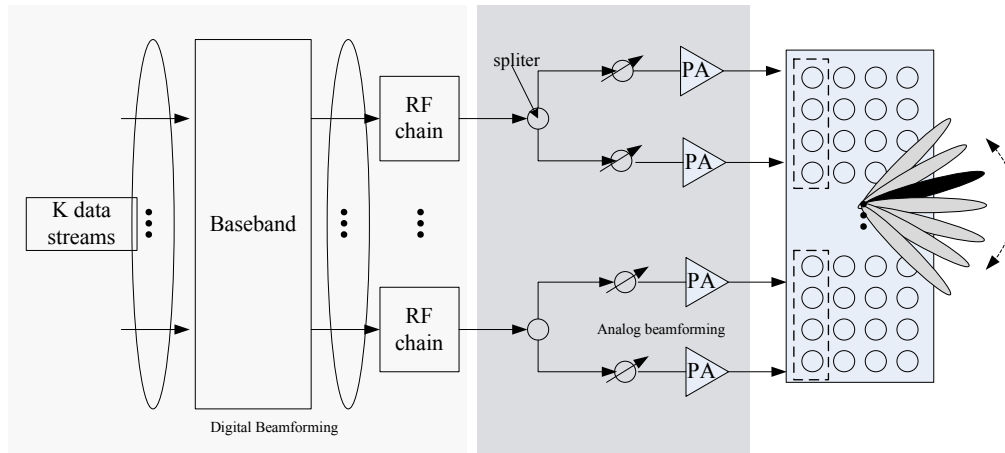 spliter
PA
RF
chain
PA
K data
streams
Baseband
PA
RF
chain
Analog beamforming
PA
Digital Beamforming